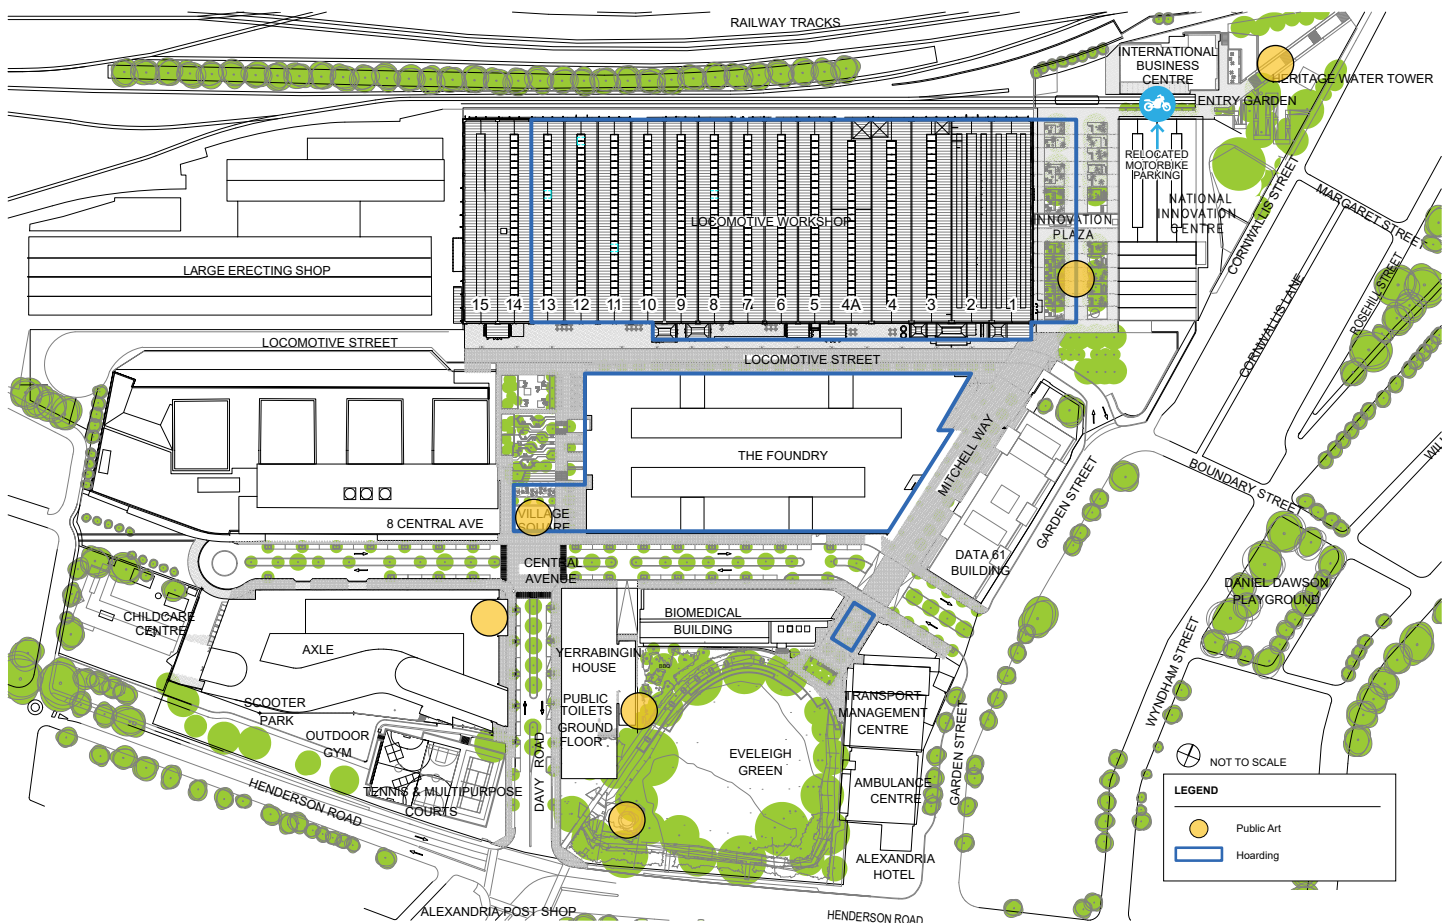 RAILWAY TRACKS
INTERNATIONAL
BUSINESS
CENTRE
HERITAGE WATER TOWER
ENTRY GARDEN
RELOCATED
MOTORBIKE
PARKING
NATIONAL
INNOVATION
CENTRE
CORNWALLIS STREET
MARGARET STREET
LOCOMOTIVE WORKSHOP
INNOVATION
PLAZA
LARGE ERECTING SHOP
15
14
13
12
11
10
9
8
7
6
5
4A
4
3
2
1
ROSEHILL STREET
CORNWALLIS LANE
LOCOMOTIVE STREET
LOCOMOTIVE STREET
THE FOUNDRY
MITCHELL WAY
GARDEN STREET
BOUNDARY STREET
8 CENTRAL AVE
VILLAGE
SQUARE
DATA 61
BUILDING
CENTRAL
AVENUE
DANIEL DAWSON
PLAYGROUND
CHILDCARE
CENTRE
BIOMEDICAL
BUILDING
AXLE
YERRABINGIN
HOUSE
BBQ
WYNDHAM STREET
SCOOTER
PARK
PUBLIC
TOILETS
GROUND
FLOOR
TRANSPORT
MANAGEMENT
CENTRE
OUTDOOR
GYM
DAVY ROAD
EVELEIGH
GREEN
GARDEN STREET
NOT TO SCALE
TENNIS & MULTIPURPOSE
COURTS
AMBULANCE
CENTRE
HENDERSON ROAD
LEGEND
Public Art
Hoarding
ALEXANDRIA
HOTEL
ALEXANDRIA POST SHOP
HENDERSON ROAD